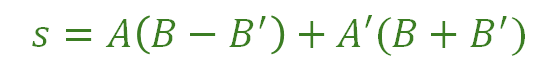 s = A(B − B′) + A′(B + B′)